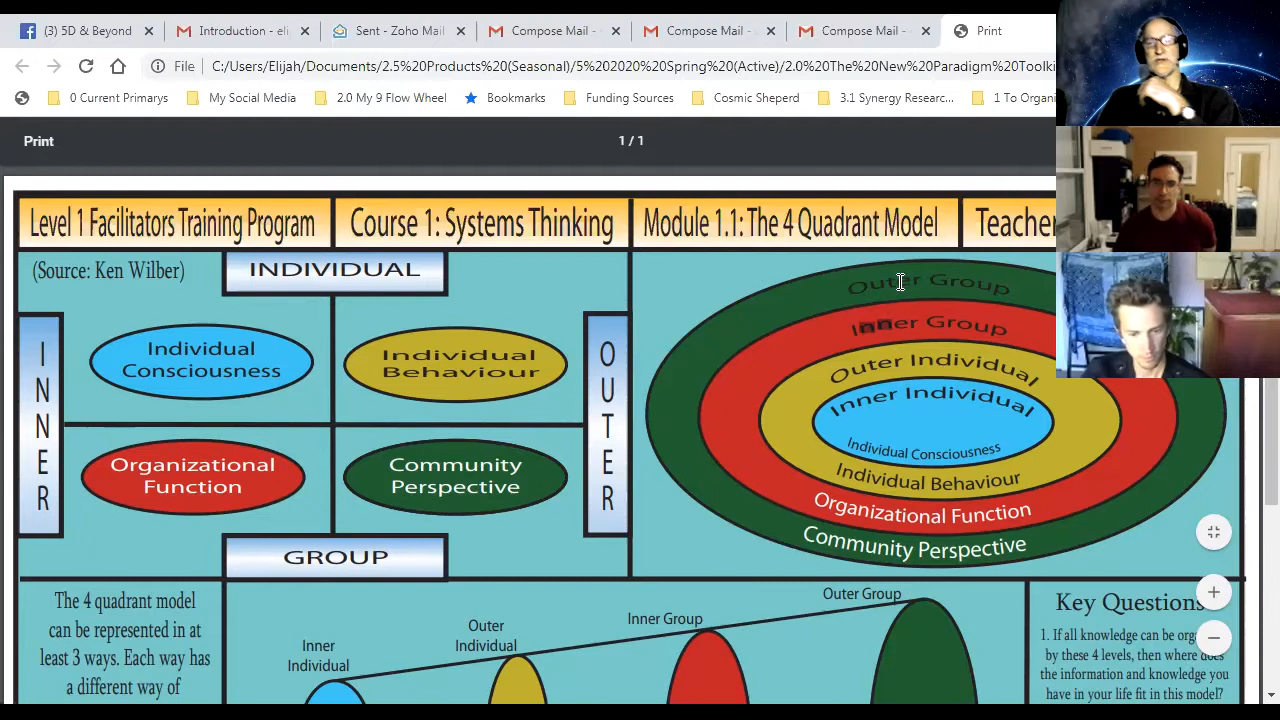 (3) 5D & Beyond
Introduction - eli
Sent - Zoho Mail
Compose Mail -
Compose Mail -
Compose Mail -
Print
File C:/Users/Elijah/Documents/2.5%20Products%20(Seasonal)/5%202020%20Spring%20(Active)/2.0%20The%20New%20Paradigm%20Toolki
0 Current Primarys
My Social Media
2.0 My 9 Flow Wheel
Bookmarks
Funding Sources
Cosmic Sheperd
3.1 Synergy Researc...
1 To Organi
Print
1 / 1
Level 1 Facilitators Training Program
Course 1: Systems Thinking
Module 1.1: The 4 Quadrant Model
Teacher
(Source: Ken Wilber)
INDIVIDUAL
INNER
Individual
Consciousness
Individual
Behaviour
OUTER
Organizational
Function
Community
Perspective
GROUP
Outer Group
Inner Group
Outer Individual
Inner Individual
Individual Consciousness
Individual Behaviour
Organizational Function
Community Perspective
The 4 quadrant model
can be represented in at
least 3 ways. Each way has
a different way of
Inner
Individual
Outer
Individual
Inner Group
Outer Group
Key Questions
1. If all knowledge can be
by these 4 levels, then where does
the information and knowledge you
have in your life fit in this model?